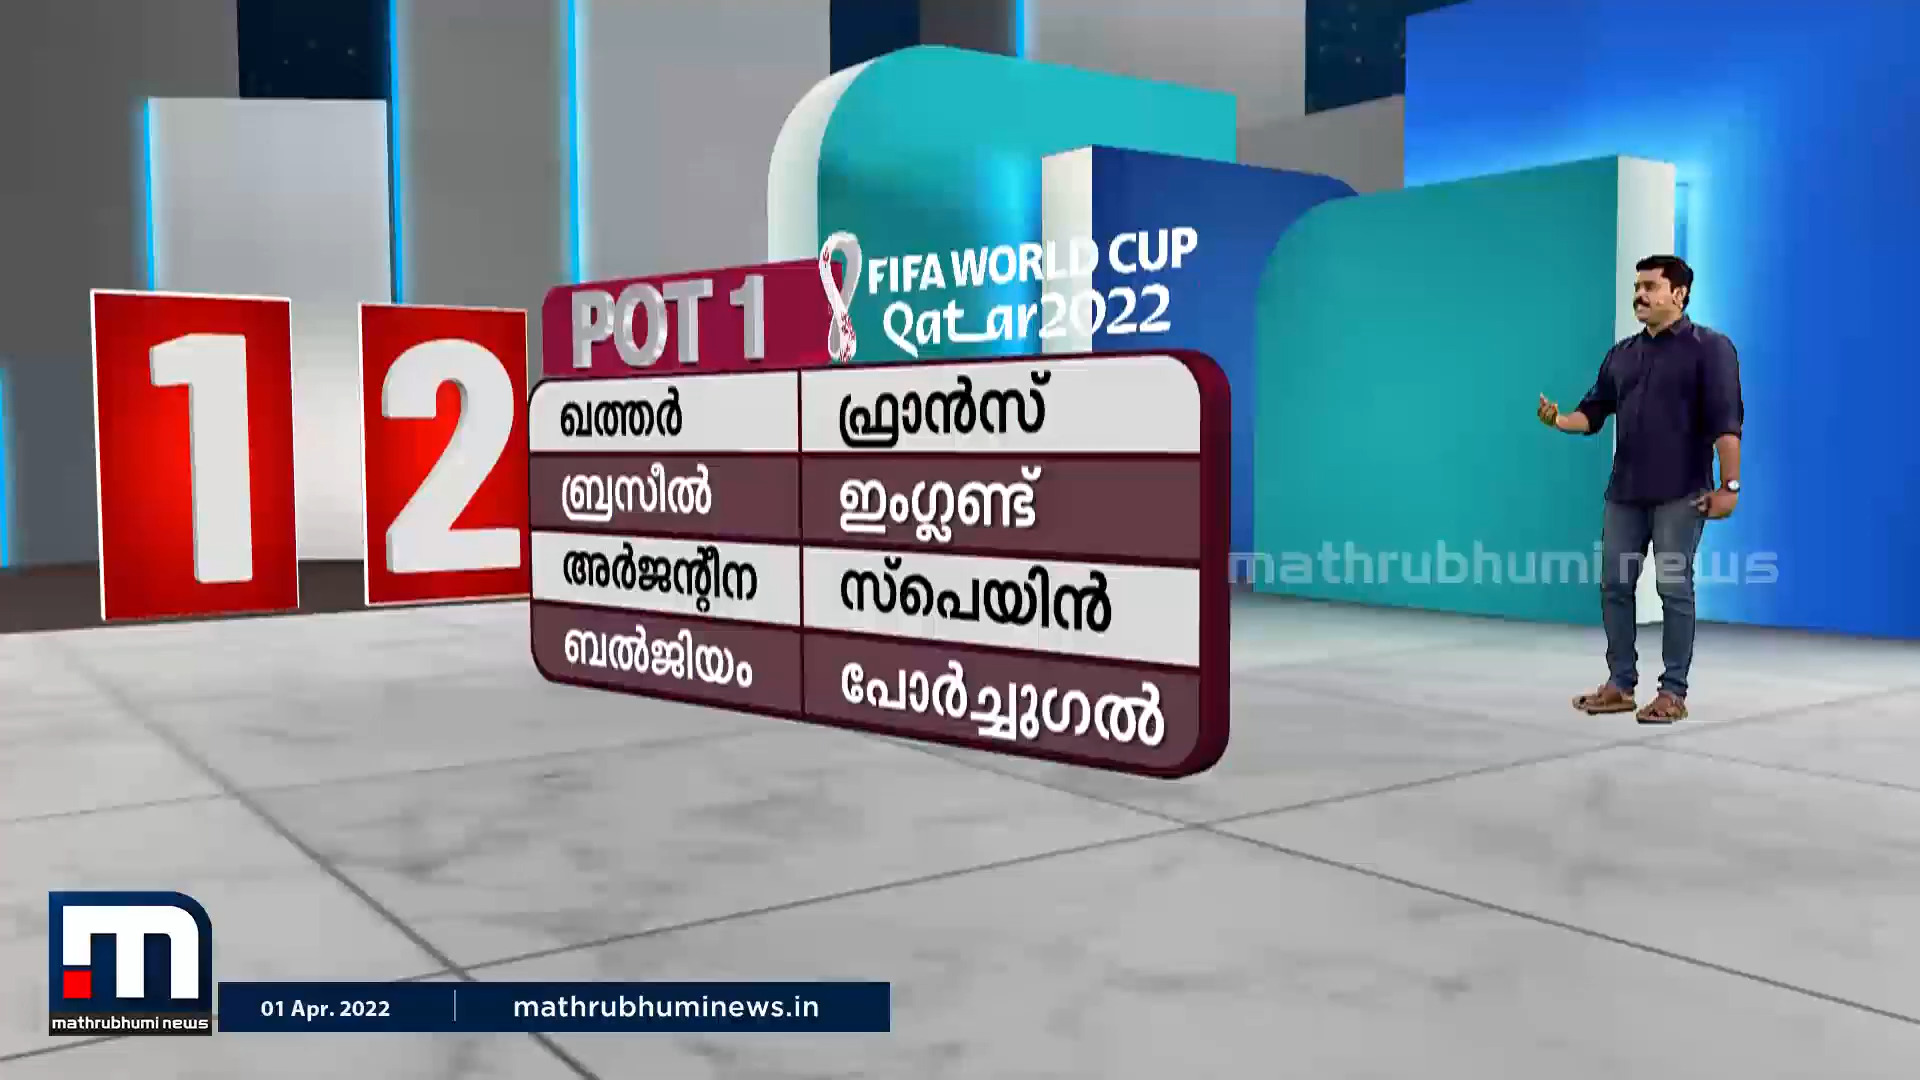 1
2
POT 1
FIFA WORLD CUP
Qatar2022
ഖത്തർ
ഫ്രാൻസ്
ബ്രസീൽ
ഇംഗ്ലണ്ട്
അർജന്റീന
സ്പെയിൻ
ബൽജിയം
പോർച്ചുഗൽ
mathrubhumi news
m
mathrubhumi news
01 Apr. 2022
mathrubhuminews.in